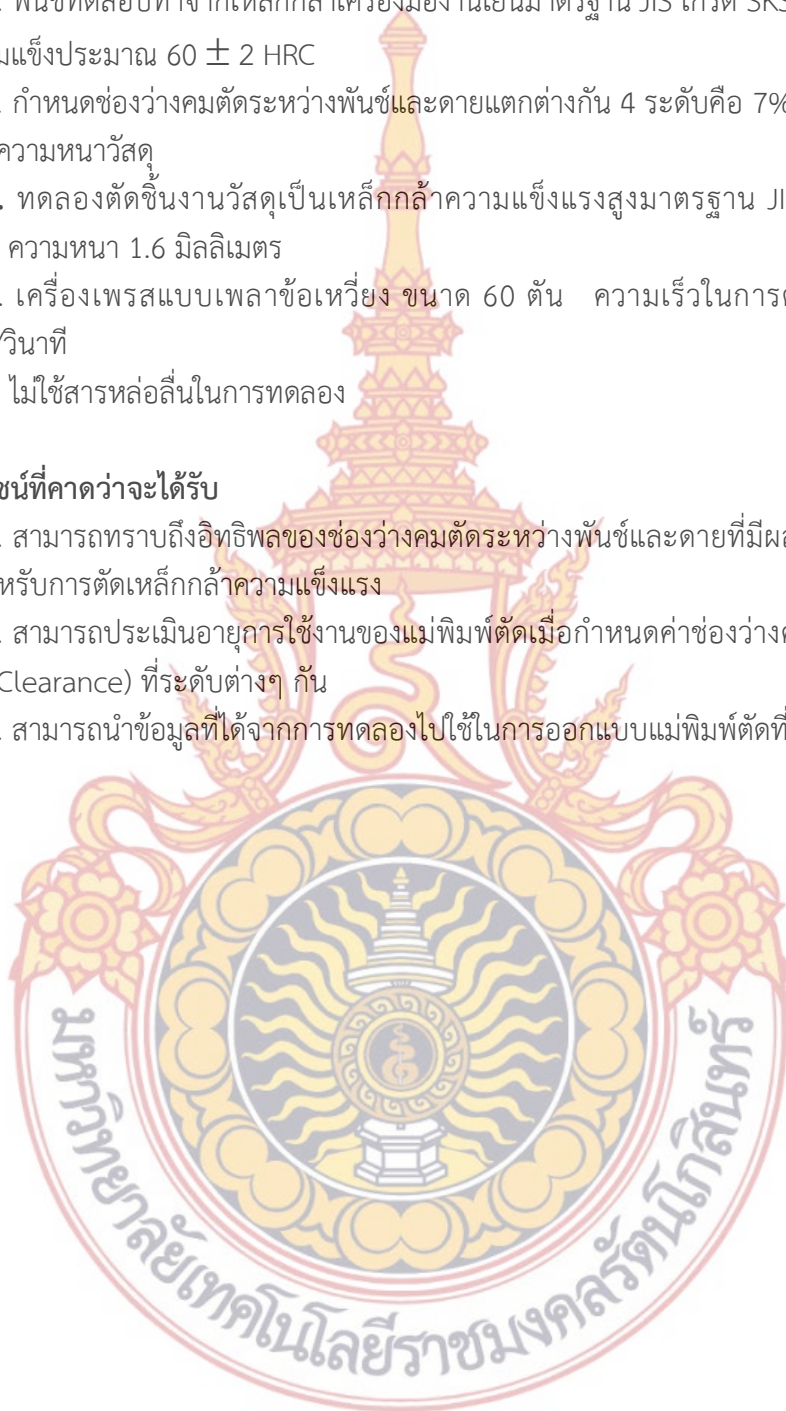 . พันช์ทดสอบทำจากเหล็กกล้าเครื่องมืองานเย็นมาตรฐาน JIS เกรด SKS
มแข็งประมาณ 60 ± 2 HRC
. กำหนดช่องว่างคมตัดระหว่างพันช์และดายแตกต่างกัน 4 ระดับคือ 7%
ความหนาวัสดุ
. ทดลองตัดชิ้นงานวัสดุเป็นเหล็กกล้าความแข็งแรงสูงมาตรฐาน JI
ความหนา 1.6 มิลลิเมตร
. เครื่องเพรสแบบเพลาข้อเหวี่ยง ขนาด 60 ตัน ความเร็วในการ
/วินาที
ไม่ใช้สารหล่อลื่นในการทดลอง
ชน์ที่คาดว่าจะได้รับ
. สามารถทราบถึงอิทธิพลของช่องว่างคมตัดระหว่างพันช์และดายที่มีผ
หรับการตัดเหล็กกล้าความแข็งแรง
. สามารถประเมินอายุการใช้งานของแม่พิมพ์ตัดเมื่อกำหนดค่าช่องว่าง
Clearance) ที่ระดับต่างๆ กัน
. สามารถนำข้อมูลที่ได้จากการทดลองไปใช้ในการออกแบบแม่พิมพ์ตัดที่
มหาวิทยาลัยเทคโนโลยีราชมงคลรัตนโกสินทร์